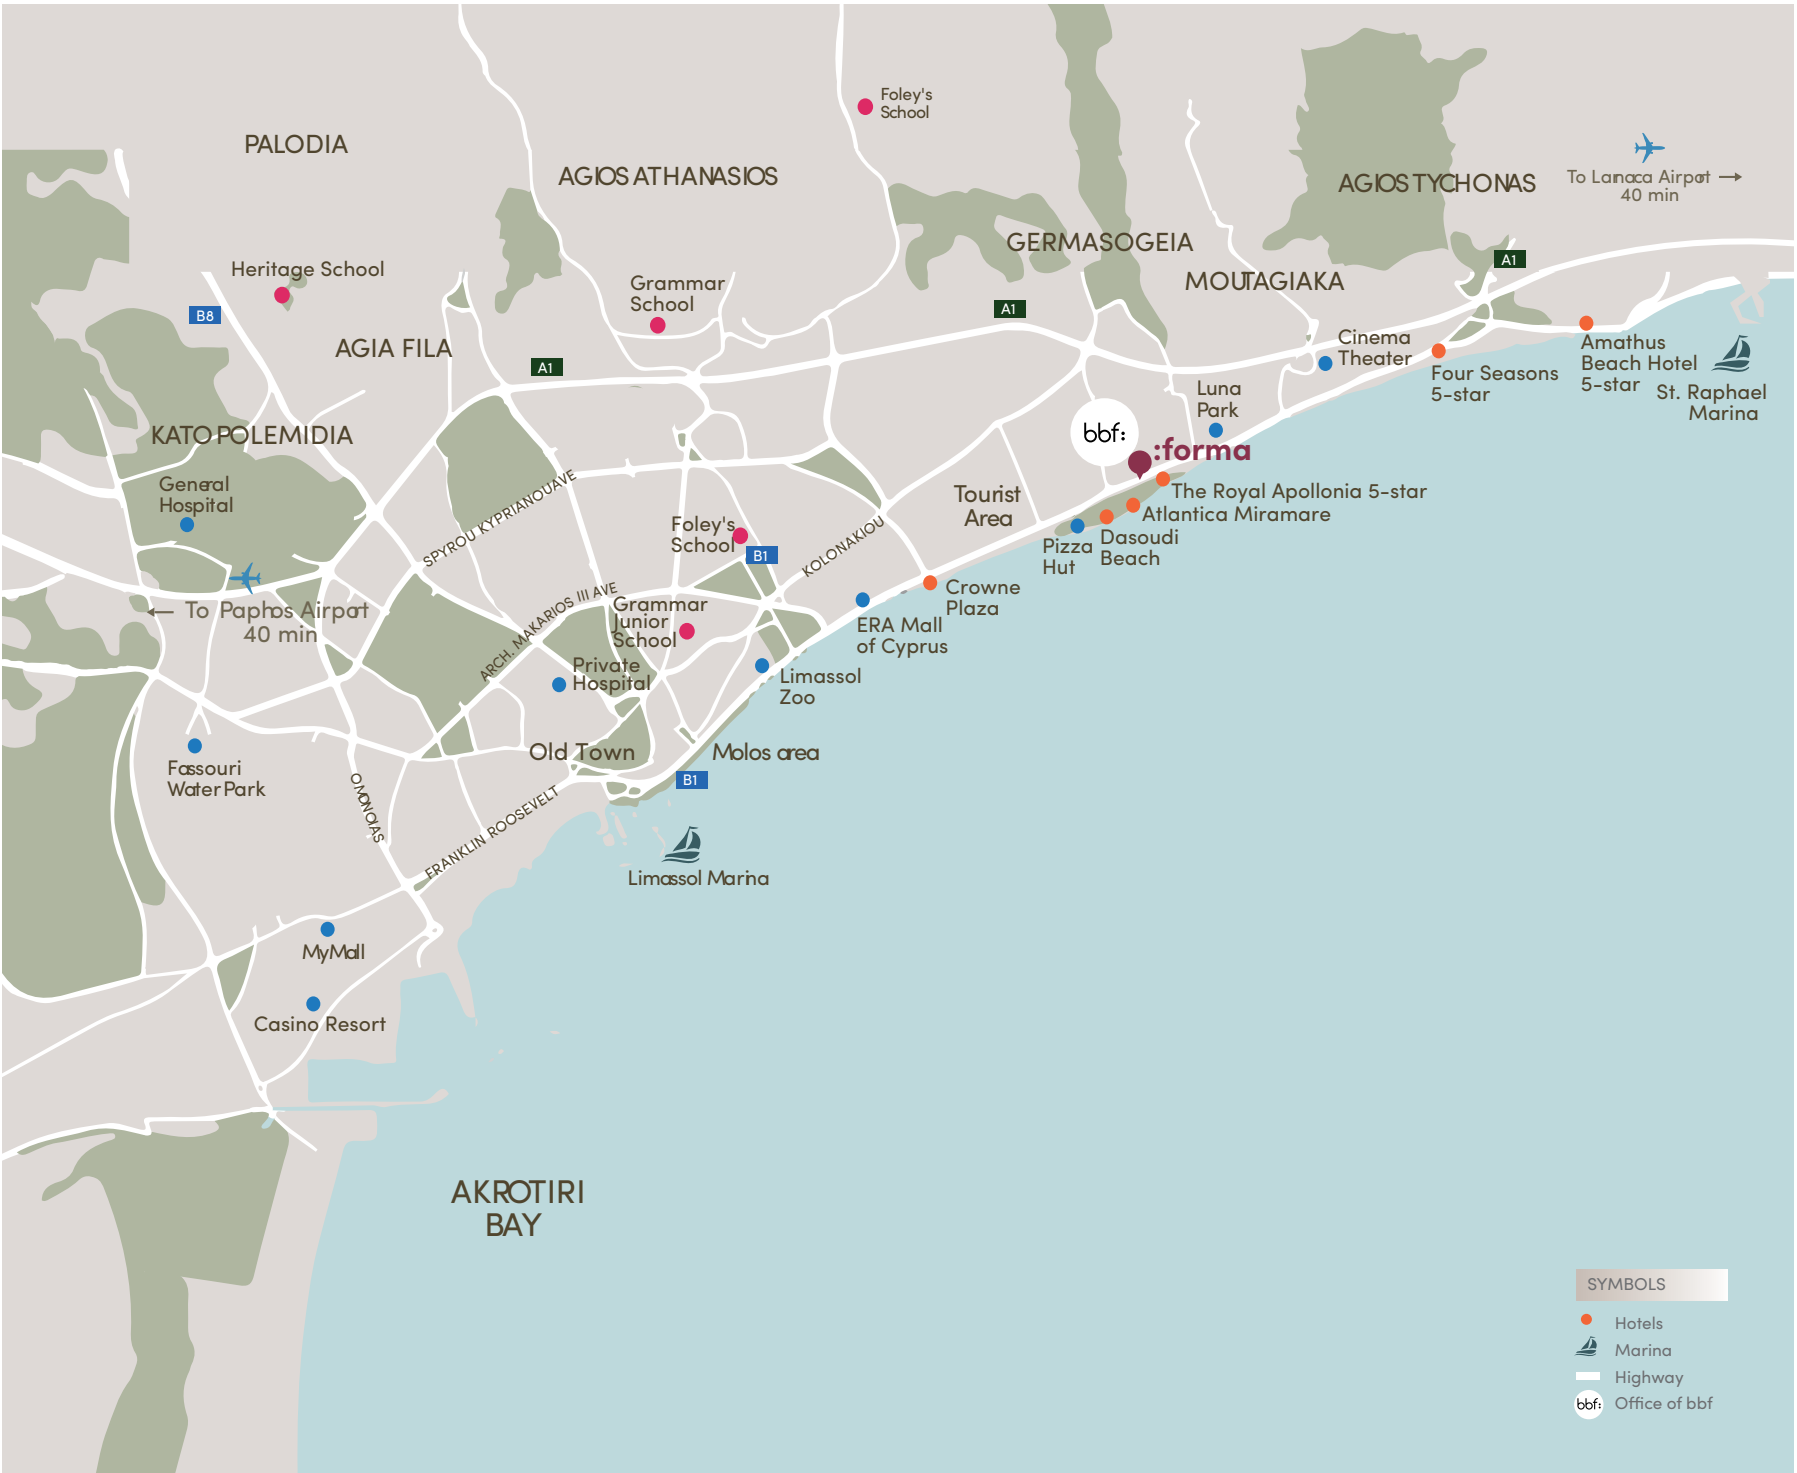 Foley's
School
PALODIA
AGIOS ATHANASIOS
AGIOS TYCHONAS
To Larnaca Airport
40 min
GERMASOGEIA
MOUTAGIAKA
A1
Heritage School
B8
Grammar
School
A1
AGIA FILA
A1
Cinema
Theater
Amathus
Beach Hotel
5-star
Four Seasons
5-star
St. Raphael
Marina
Luna
Park
bbf:
:forma
KATO POLEMIDIA
General
Hospital
SPYROU KYPRIANOU AVE
Tourist
Area
The Royal Apollonia 5-star
Atlantica Miramare
Dasoudi
Beach
Pizza
Hut
Foley's
School
B1
KOLONAKIOU
Crowne
Plaza
ERA Mall
of Cyprus
To Paphos Airport
40 min
ARCH. MAKARIOS III AVE
Grammar
Junior
School
Private
Hospital
Limassol
Zoo
Old Town
Molos area
B1
Fassouri
Water Park
OMONOIAS
FRANKLIN ROOSEVELT
Limassol Marina
MyMall
Casino Resort
AKROTIRI
BAY
SYMBOLS
Hotels
Marina
Highway
bbf: Office of bbf